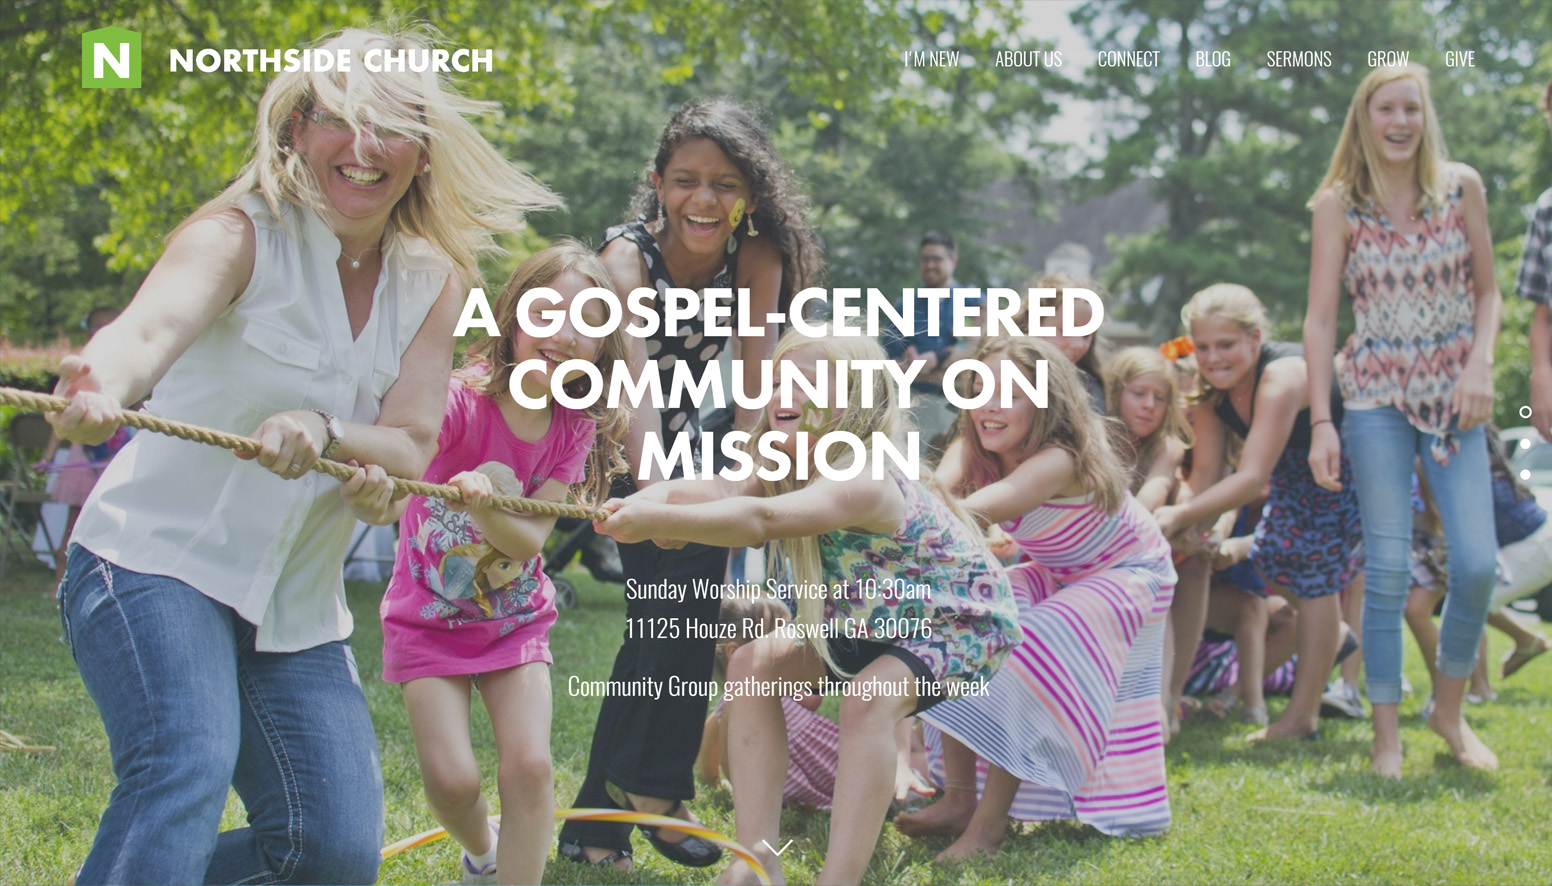 N
NORTHSIDE CHURCH
I'M NEW
ABOUT US
CONNECT
BLOG
SERMONS
GROW
GIVE
A GOSPEL-CENTERED
COMMUNITY ON
MISSION
Sunday Worship Service at 10:30am
11125 Houze Rd. Roswell GA 30076
Community Group gatherings throughout the week